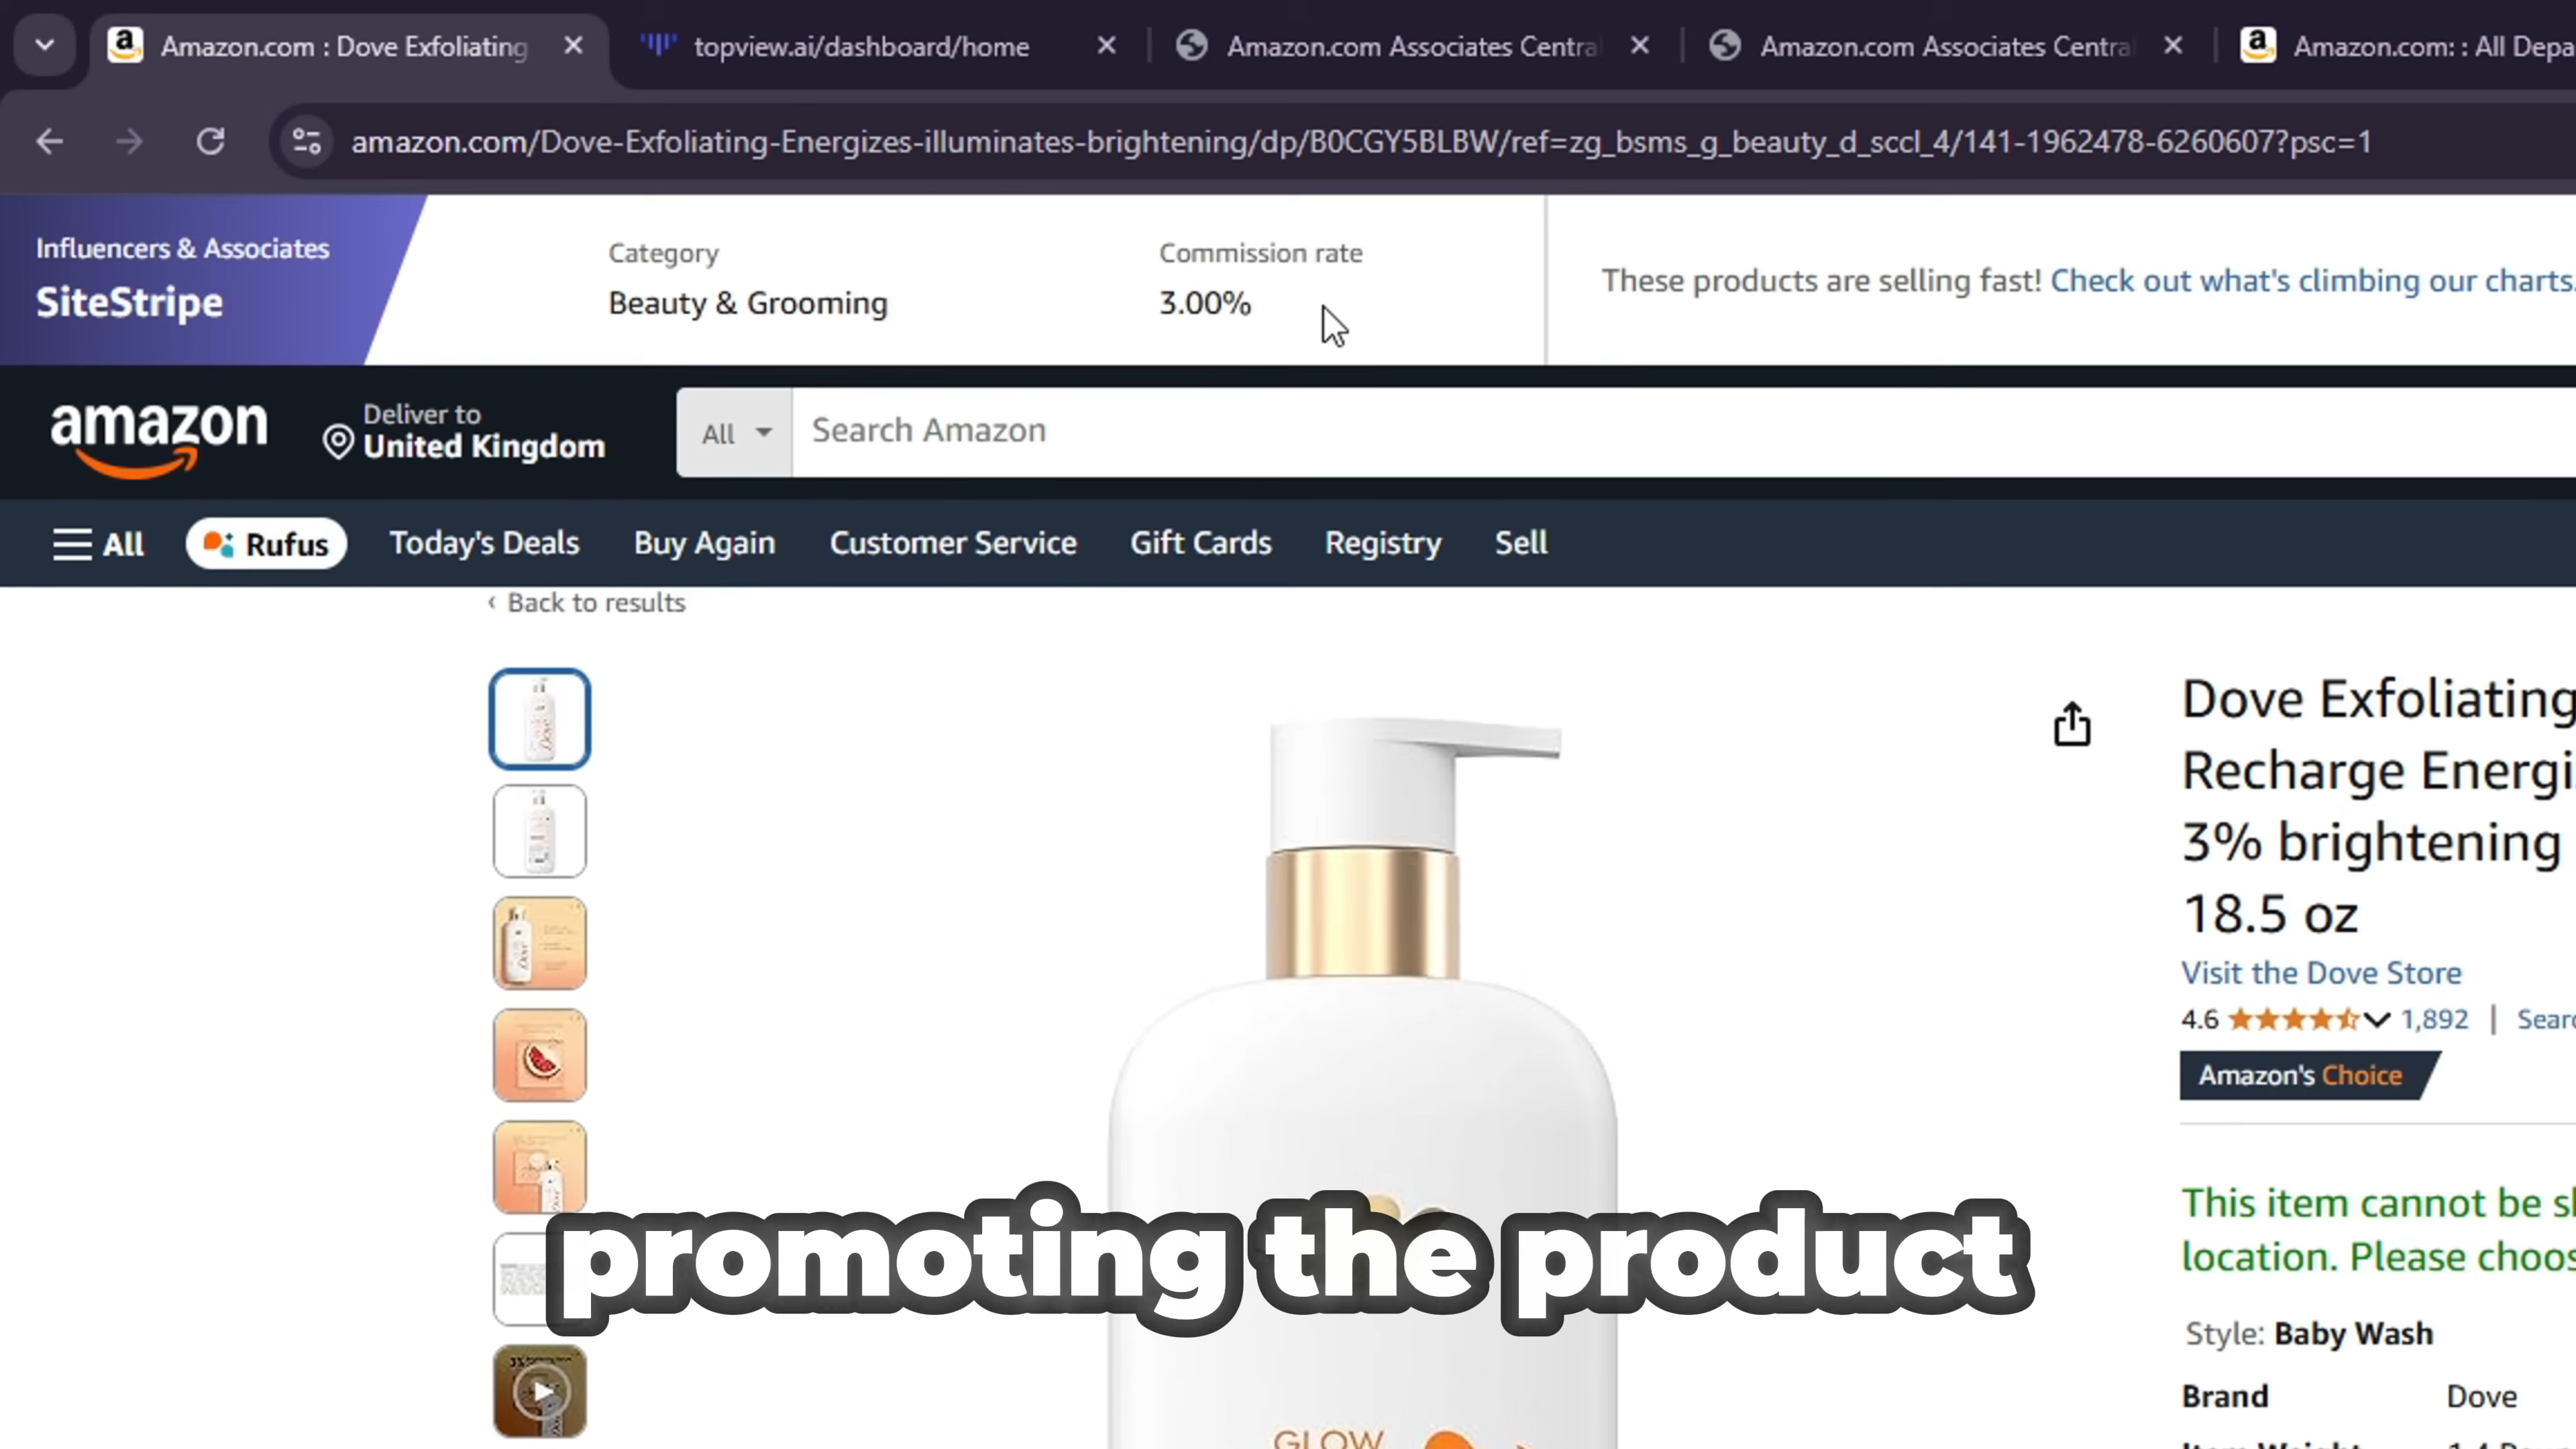 Amazon.com : Dove Exfoliating
topview.ai/dashboard/home
Amazon.com Associates Centra
Amazon.com Associates Centra
Amazon.com: : All Depa
amazon.com/Dove-Exfoliating-Energizes-illuminates-brightening/dp/B0CGY5BLBW/ref=zg_bsms_g_beauty_d_sccl_4/141-1962478-6260607?psc=1
Influencers & Associates
SiteStripe
Category
Beauty & Grooming
Commission rate
3.00%
These products are selling fast! Check out what's climbing our charts.
amazon
Deliver to
United Kingdom
All
Search Amazon
All
Rufus
Today's Deals
Buy Again
Customer Service
Gift Cards
Registry
Sell
‹ Back to results
Dove Exfoliating
Recharge Energi
3% brightening
18.5 oz
Visit the Dove Store
4.6
1,892 | Searc
Amazon's Choice
This item cannot be sh
location. Please choos
Style: Baby Wash
Brand Dove
promoting the product
GLOW